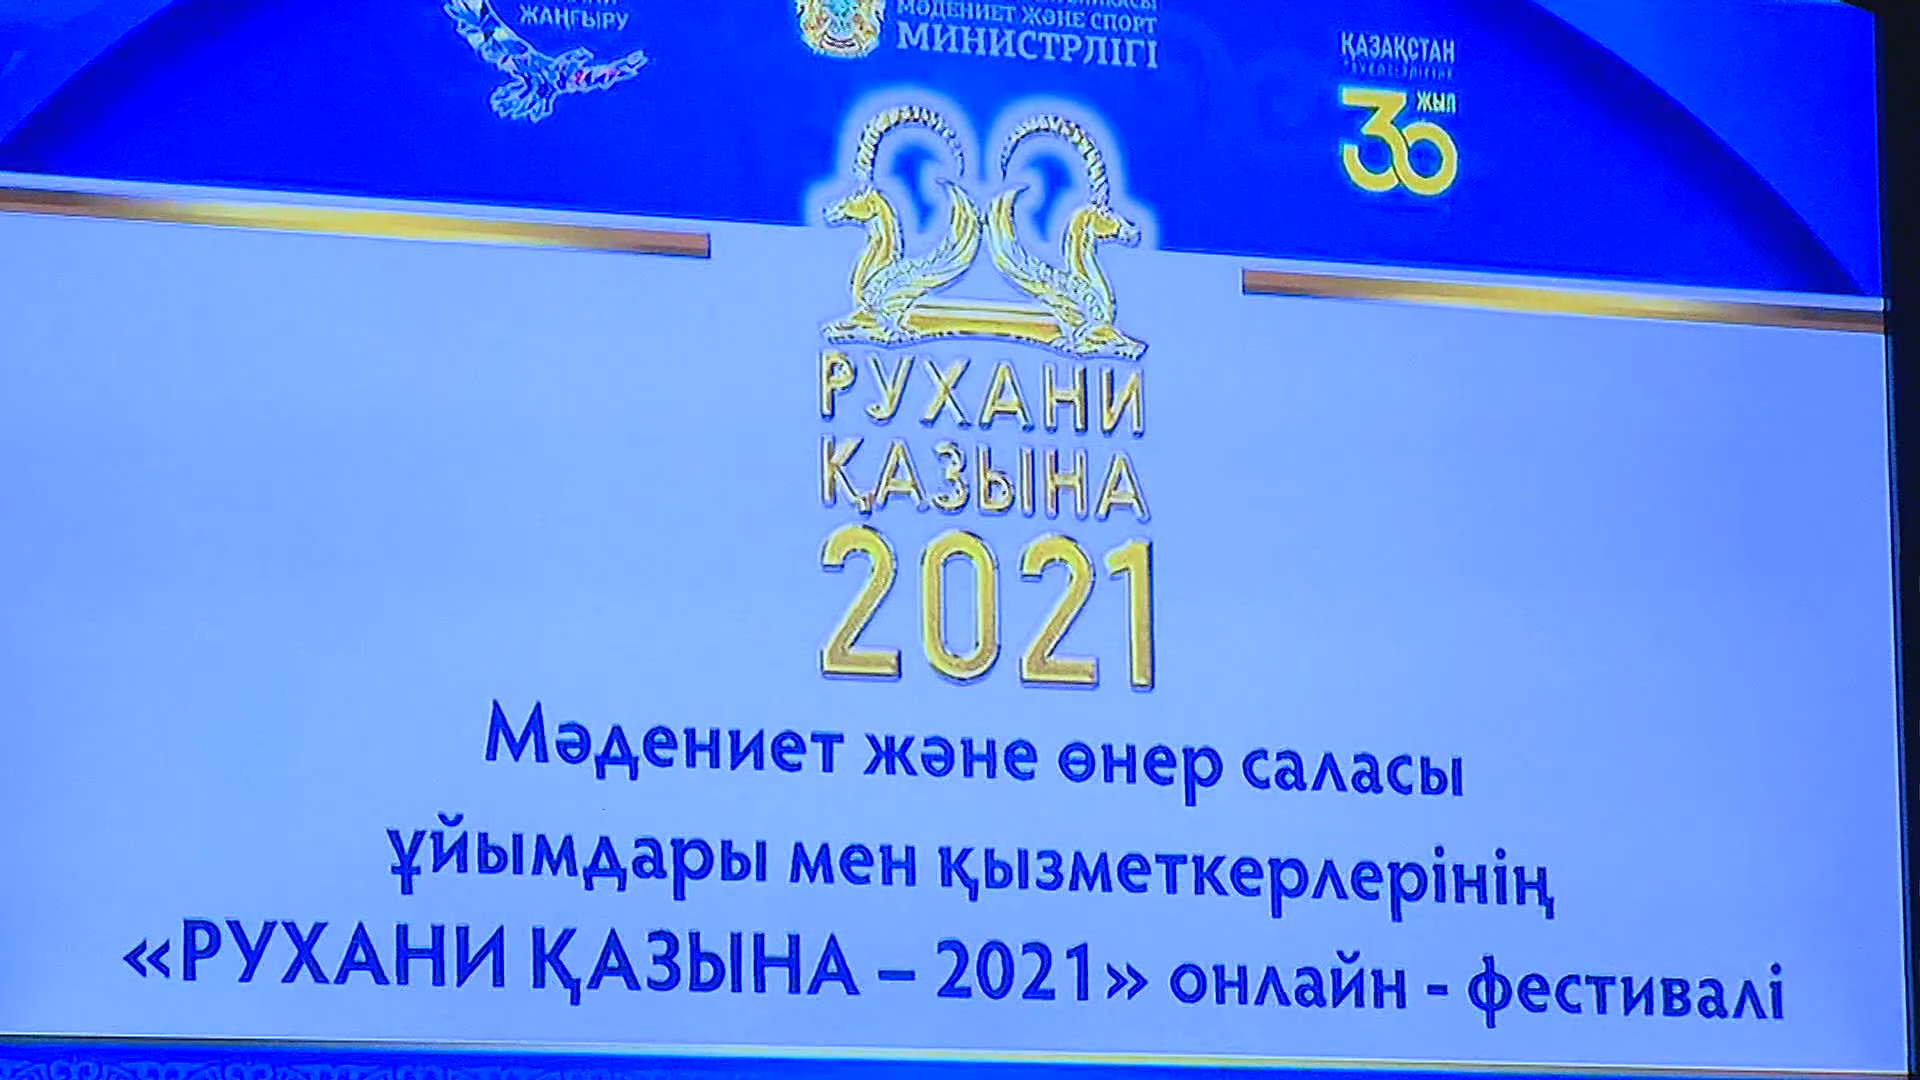 ЖАҢҒЫРУ
МӘДЕНИЕТ ЖӘНЕ СПОРТ
МИНИСТРЛІГІ
ҚАЗАҚСТАН
30 ЖЫЛ
РУХАНИ
ҚАЗЫНА
2021
Мәдениет және өнер саласы
ұйымдары мен қызметкерлерінің
«РУХАНИ ҚАЗЫНА – 2021» онлайн - фестивалі